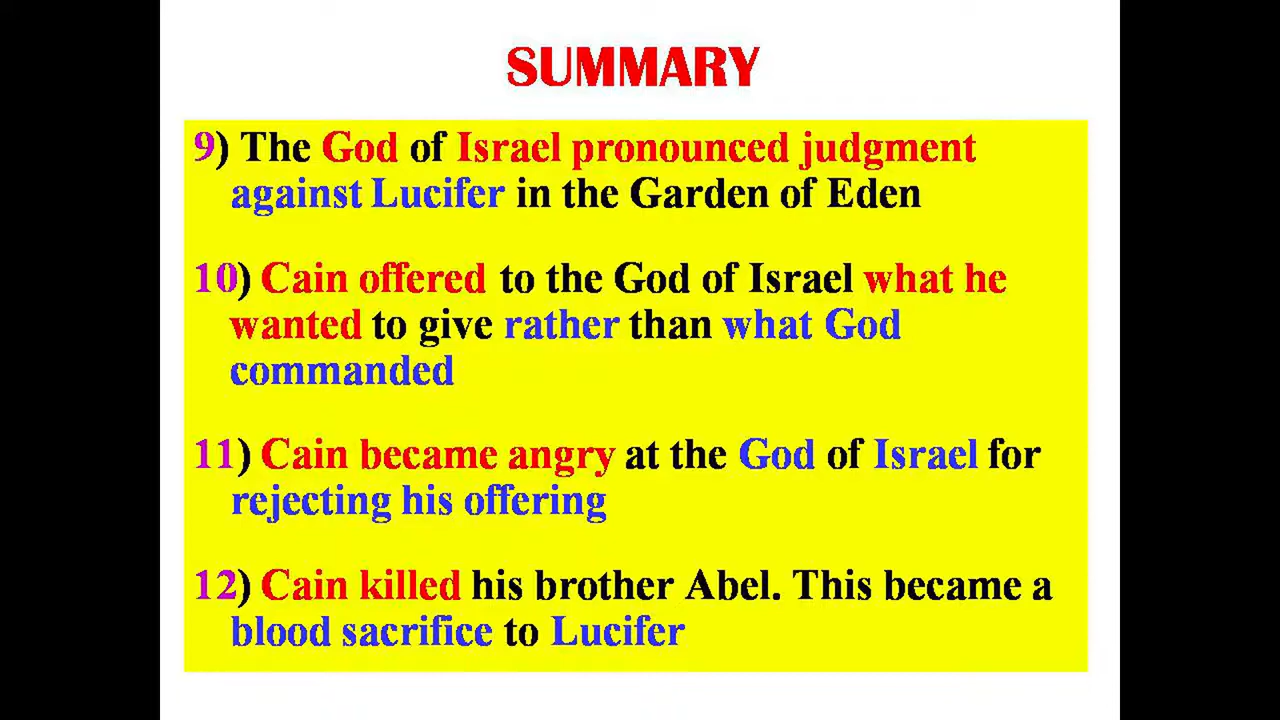 SUMMARY
9) The God of Israel pronounced judgment
against Lucifer in the Garden of Eden
10) Cain offered to the God of Israel what he
wanted to give rather than what God
commanded
11) Cain became angry at the God of Israel for
rejecting his offering
12) Cain killed his brother Abel. This became a
blood sacrifice to Lucifer